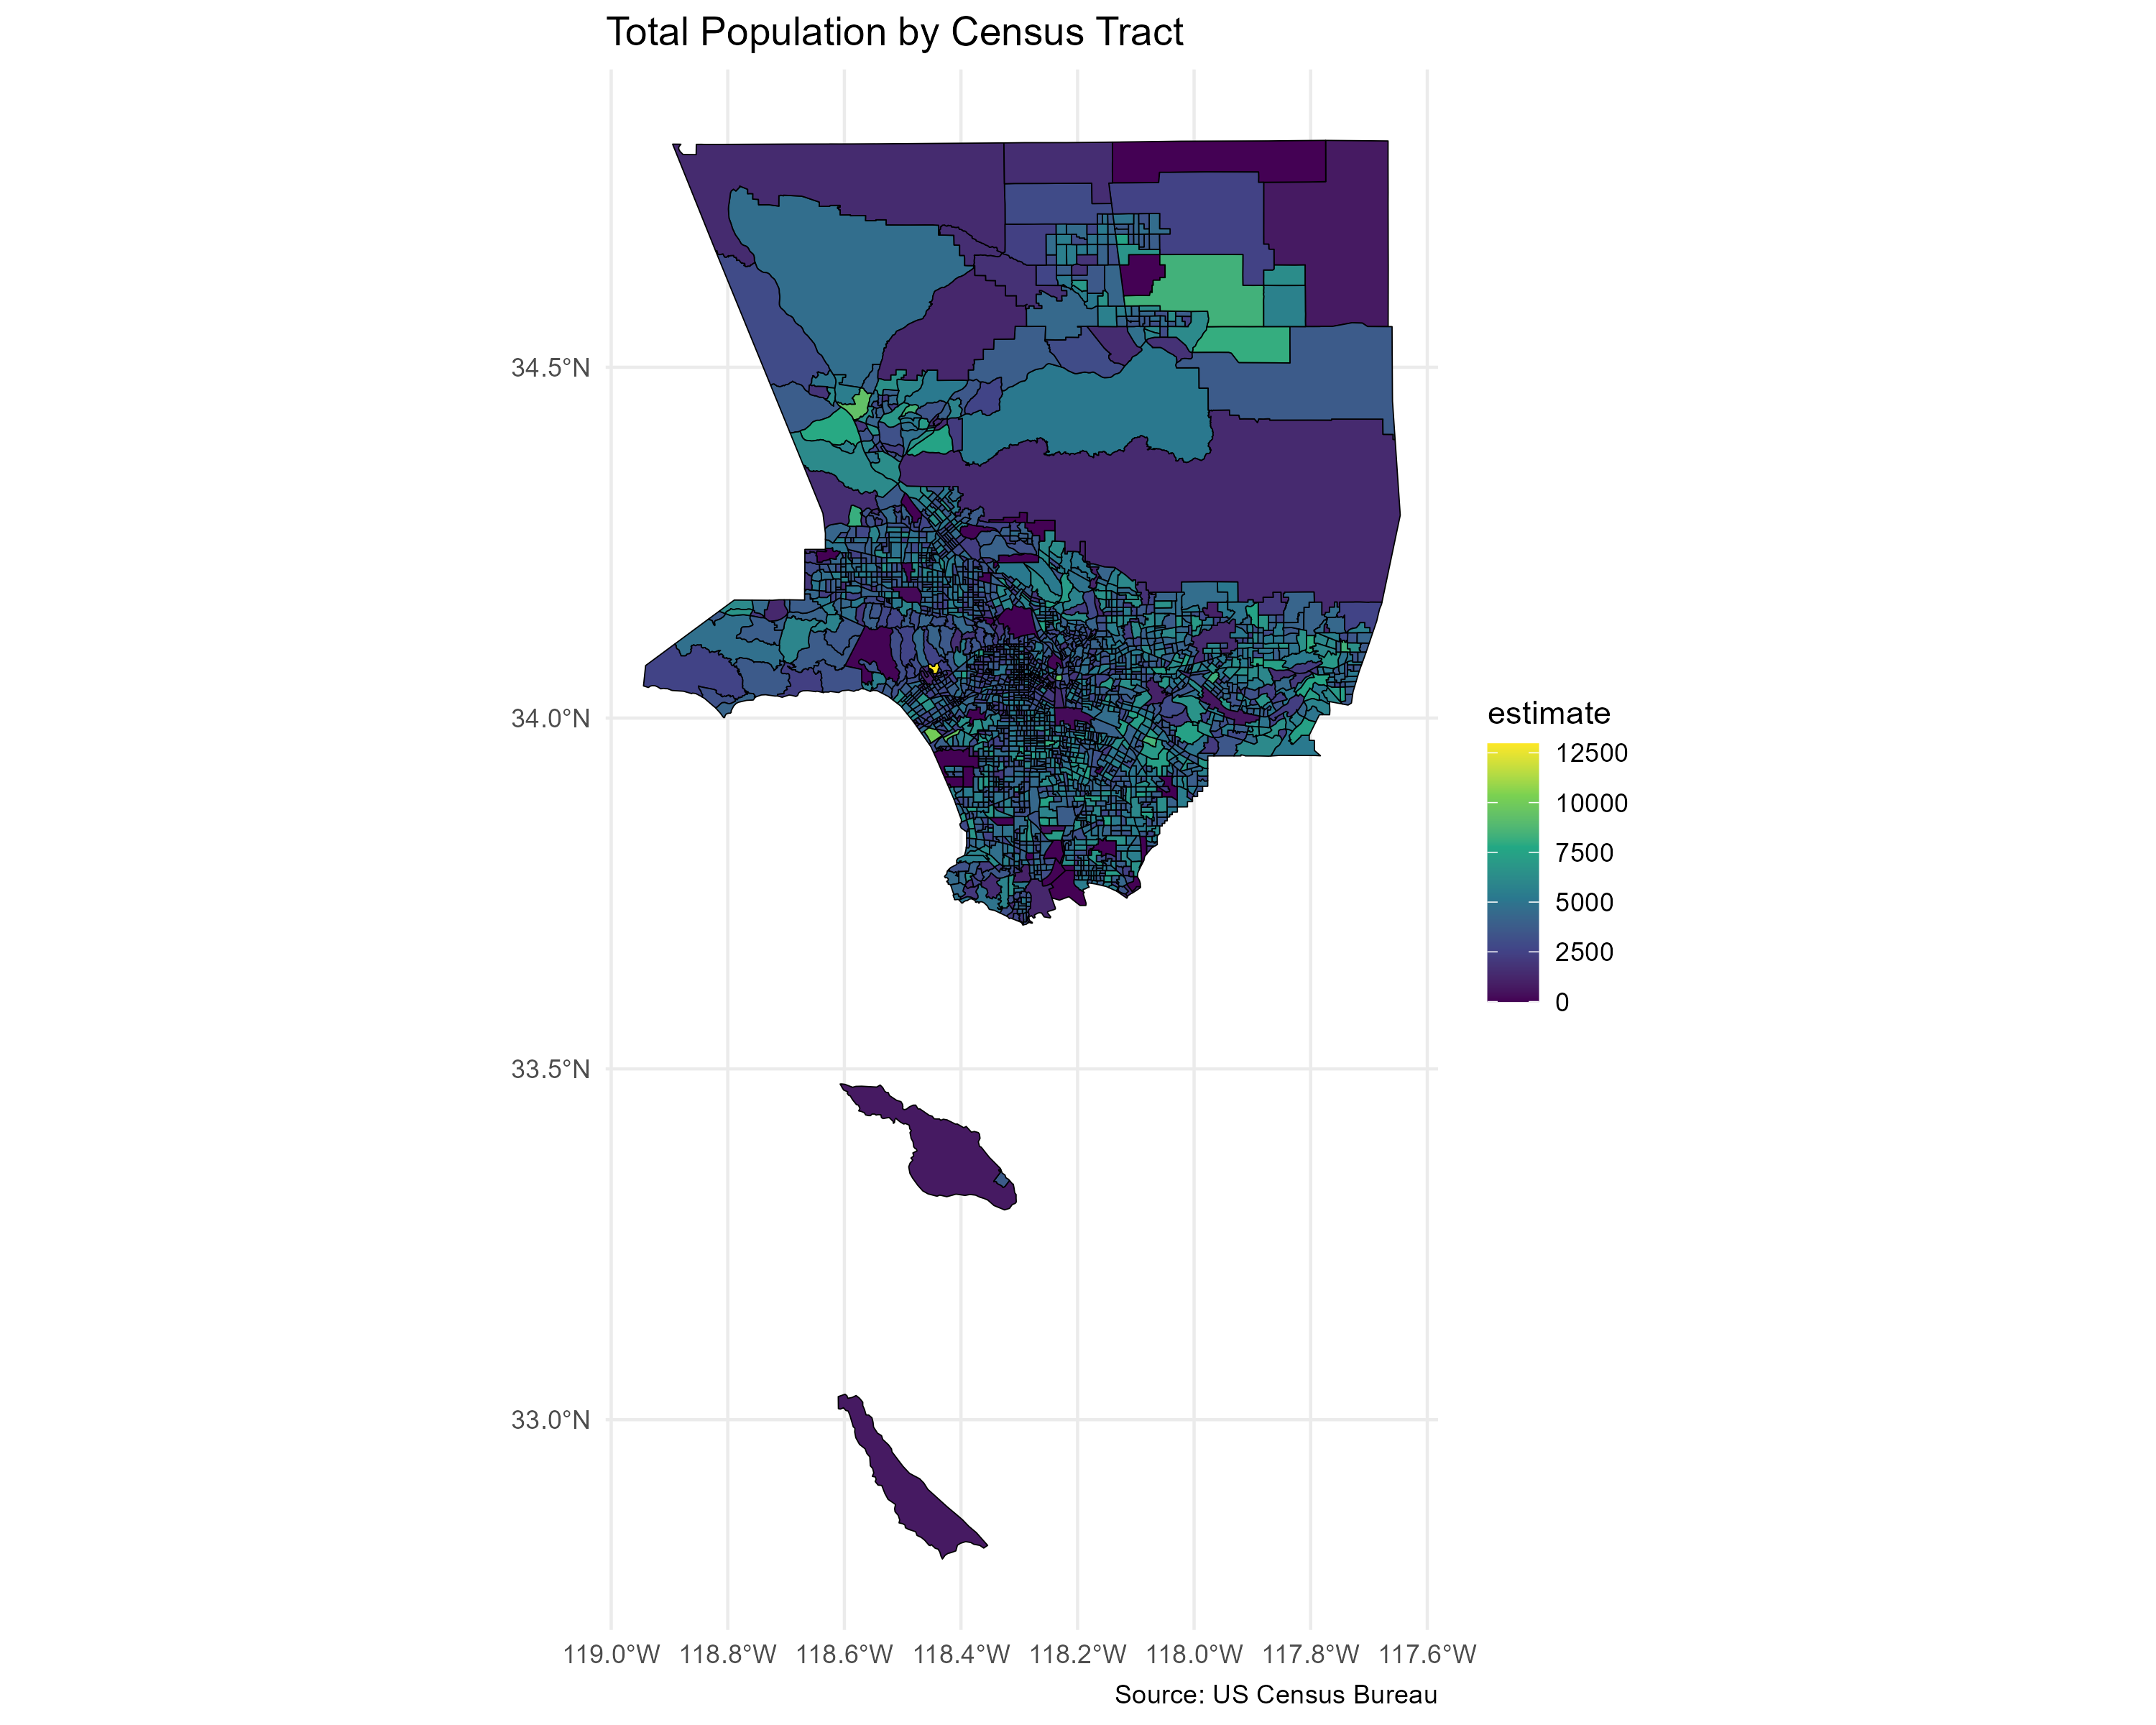 Total Population by Census Tract
34.5°N
34.0°N
33.5°N
33.0°N
119.0°W 118.8°W 118.6°W 118.4°W 118.2°W 118.0°W 117.8°W 117.6°W
estimate
12500
10000
7500
5000
2500
0
Source: US Census Bureau